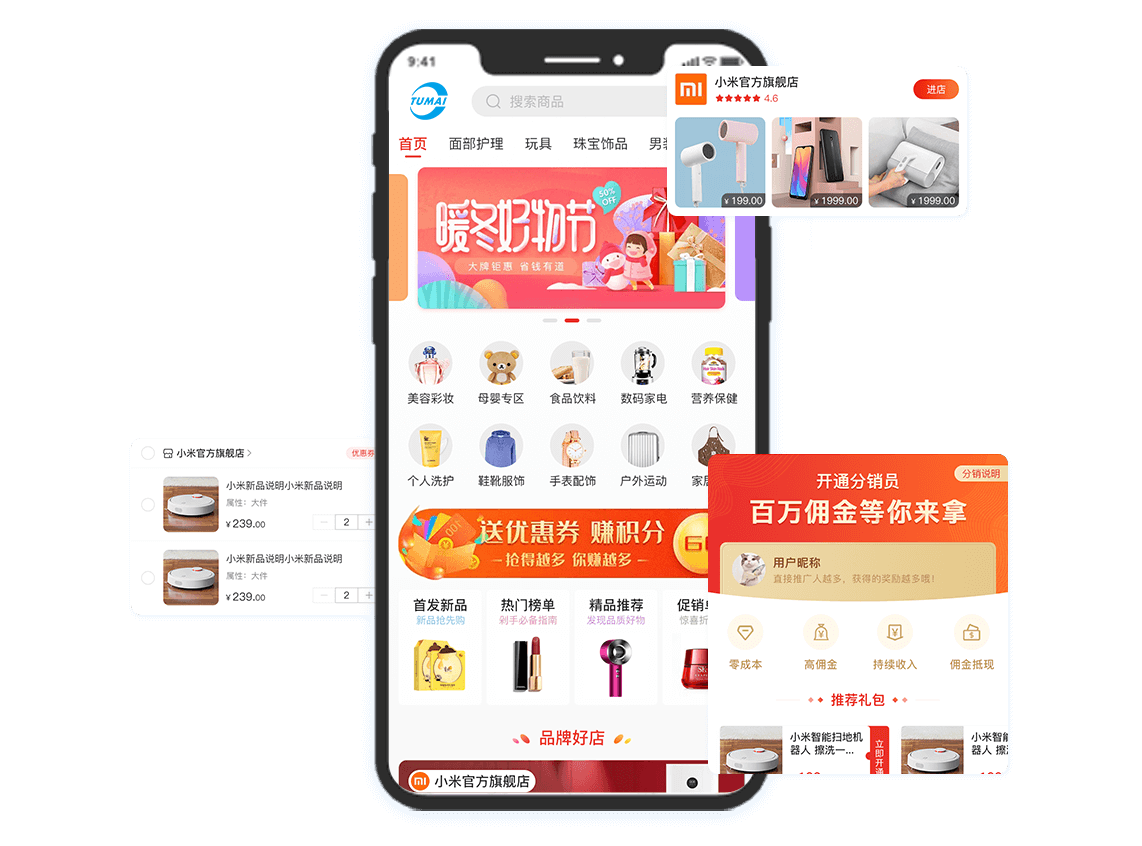 9:41
TUMAI
搜索商品
首页 面部护理 玩具 珠宝饰品 男装
50%
OFF
暖冬好物节
大牌钜惠 省钱有道
小米官方旗舰店
4.6
进店
¥ 199.00
¥ 1999.00
¥ 1999.00
美容彩妆 母婴专区 食品饮料 数码家电 营养保健
个人洗护 鞋靴服饰 手表配饰 户外运动 家居
送优惠券 赚积分
抢得越多 你赚越多
首发新品 热门榜单 精品推荐 促销
新品抢先购 剁手必备指南 发现品质好物 惊喜折
品牌好店
小米官方旗舰店
小米官方旗舰店
优惠券
小米新品说明小米新品说明
属性：大件
¥ 239.00
2
小米新品说明小米新品说明
属性：大件
¥ 239.00
2
分销说明
开通分销员
百万佣金等你来拿
用户昵称
直接推广人越多，获得的奖励越多哦！
零成本 高佣金 持续收入 佣金抵现
推荐礼包
小米智能扫地机
器人 擦洗一...
立即开通
小米智能
器人 擦洗